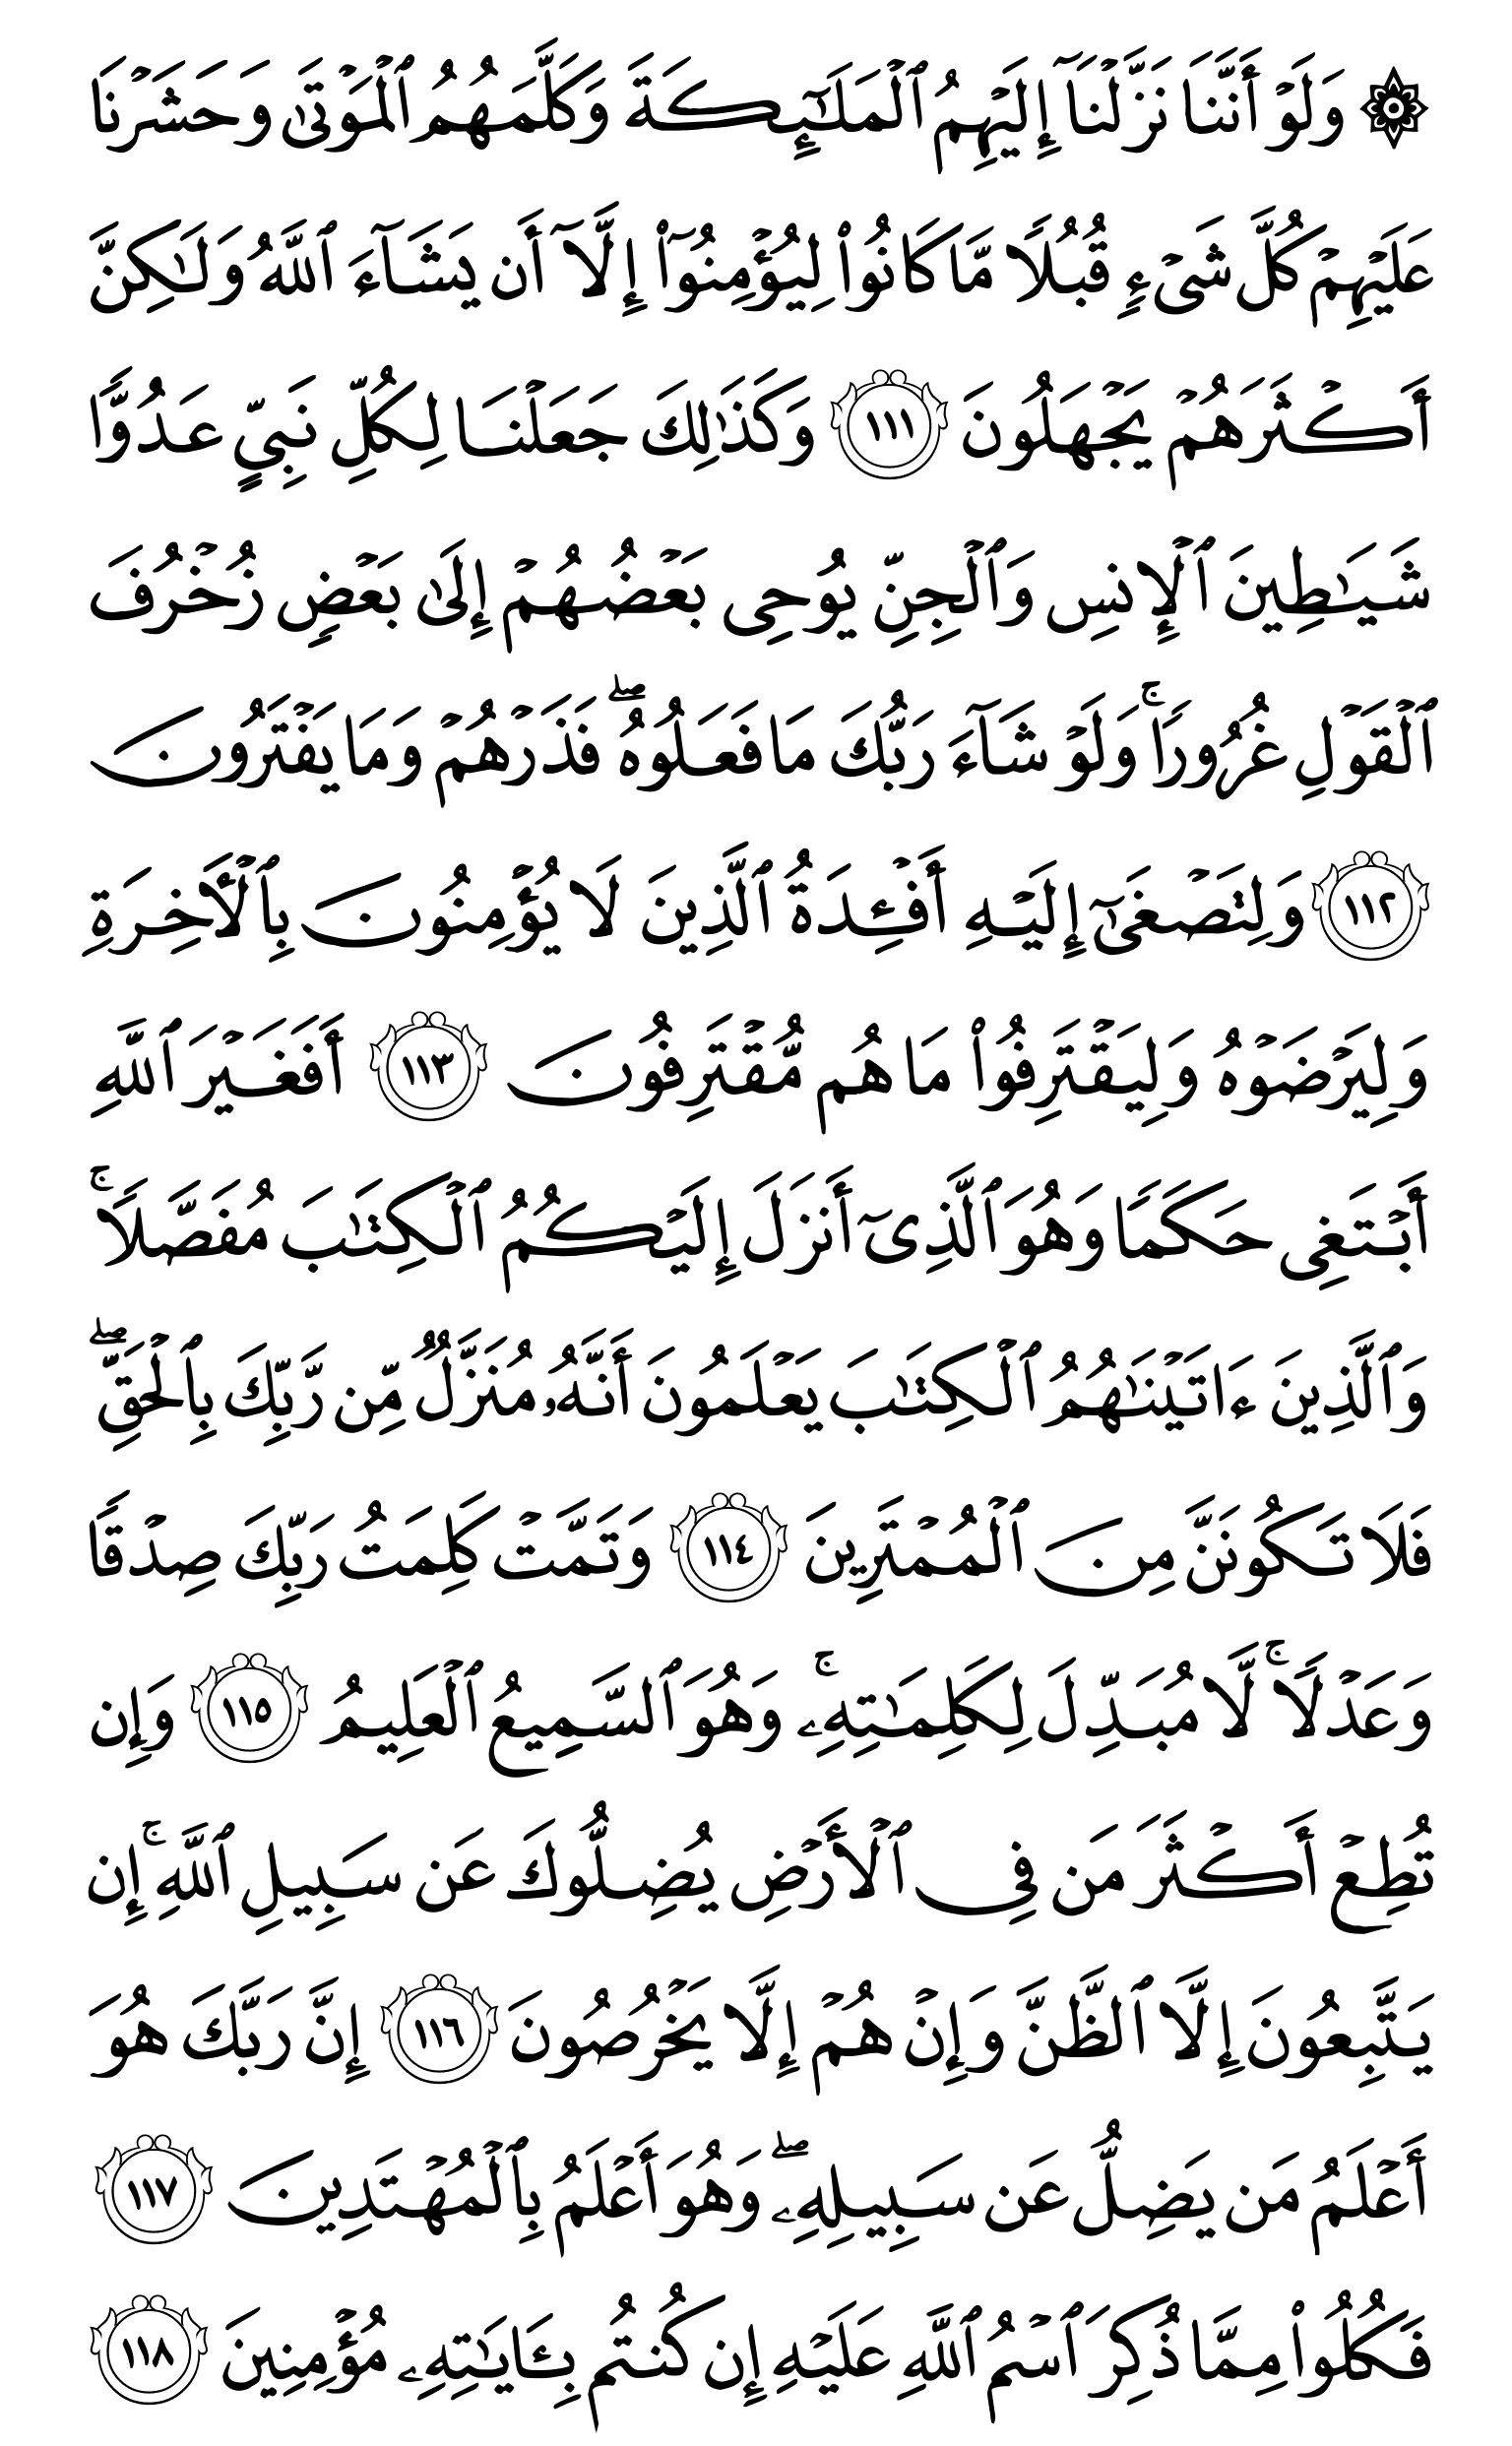 ۞ وَلَوْ أَنَّنَا نَزَّلْنَآ إِلَيْهِمُ ٱلْمَلَـٰٓئِكَةَ وَكَلَّمَهُمُ ٱلْمَوْتَىٰ وَحَشَرْنَا
عَلَيْهِمْ كُلَّ شَىْءٍ قُبُلًا مَّا كَانُوا۟ لِيُؤْمِنُوٓا۟ إِلَّآ أَن يَشَآءَ ٱللَّهُ وَلَـٰكِنَّ
أَكْثَرَهُمْ يَجْهَلُونَ ١١١ وَكَذَٰلِكَ جَعَلْنَا لِكُلِّ نَبِىٍّ عَدُوًّا
شَيَـٰطِينَ ٱلْإِنسِ وَٱلْجِنِّ يُوحِى بَعْضُهُمْ إِلَىٰ بَعْضٍ زُخْرُفَ
ٱلْقَوْلِ غُرُورًا ۚ وَلَوْ شَآءَ رَبُّكَ مَا فَعَلُوهُ ۖ فَذَرْهُمْ وَمَا يَفْتَرُونَ
١١٢ وَلِتَصْغَىٰٓ إِلَيْهِ أَفْـِٔدَةُ ٱلَّذِينَ لَا يُؤْمِنُونَ بِٱلْـَٔاخِرَةِ
وَلِيَرْضَوْهُ وَلِيَقْتَرِفُوا۟ مَا هُم مُّقْتَرِفُونَ ١١٣ أَفَغَيْرَ ٱللَّهِ
أَبْتَغِى حَكَمًا وَهُوَ ٱلَّذِىٓ أَنزَلَ إِلَيْكُمُ ٱلْكِتَـٰبَ مُفَصَّلًا ۚ
وَٱلَّذِينَ ءَاتَيْنَـٰهُمُ ٱلْكِتَـٰبَ يَعْلَمُونَ أَنَّهُۥ مُنَزَّلٌ مِّن رَّبِّكَ بِٱلْحَقِّ ۖ
فَلَا تَكُونَنَّ مِنَ ٱلْمُمْتَرِينَ ١١٤ وَتَمَّتْ كَلِمَتُ رَبِّكَ صِدْقًا
وَعَدْلًا ۚ لَّا مُبَدِّلَ لِكَلِمَـٰتِهِۦ ۚ وَهُوَ ٱلسَّمِيعُ ٱلْعَلِيمُ ١١٥ وَإِن
تُطِعْ أَكْثَرَ مَن فِى ٱلْأَرْضِ يُضِلُّوكَ عَن سَبِيلِ ٱللَّهِ ۚ إِن
يَتَّبِعُونَ إِلَّا ٱلظَّنَّ وَإِنْ هُمْ إِلَّا يَخْرُصُونَ ١١٦ إِنَّ رَبَّكَ هُوَ
أَعْلَمُ مَن يَضِلُّ عَن سَبِيلِهِۦ ۖ وَهُوَ أَعْلَمُ بِٱلْمُهْتَدِينَ ١١٧
فَكُلُوا۟ مِمَّا ذُكِرَ ٱسْمُ ٱللَّهِ عَلَيْهِ إِن كُنتُم بِـَٔايَـٰتِهِۦ مُؤْمِنِينَ ١١٨